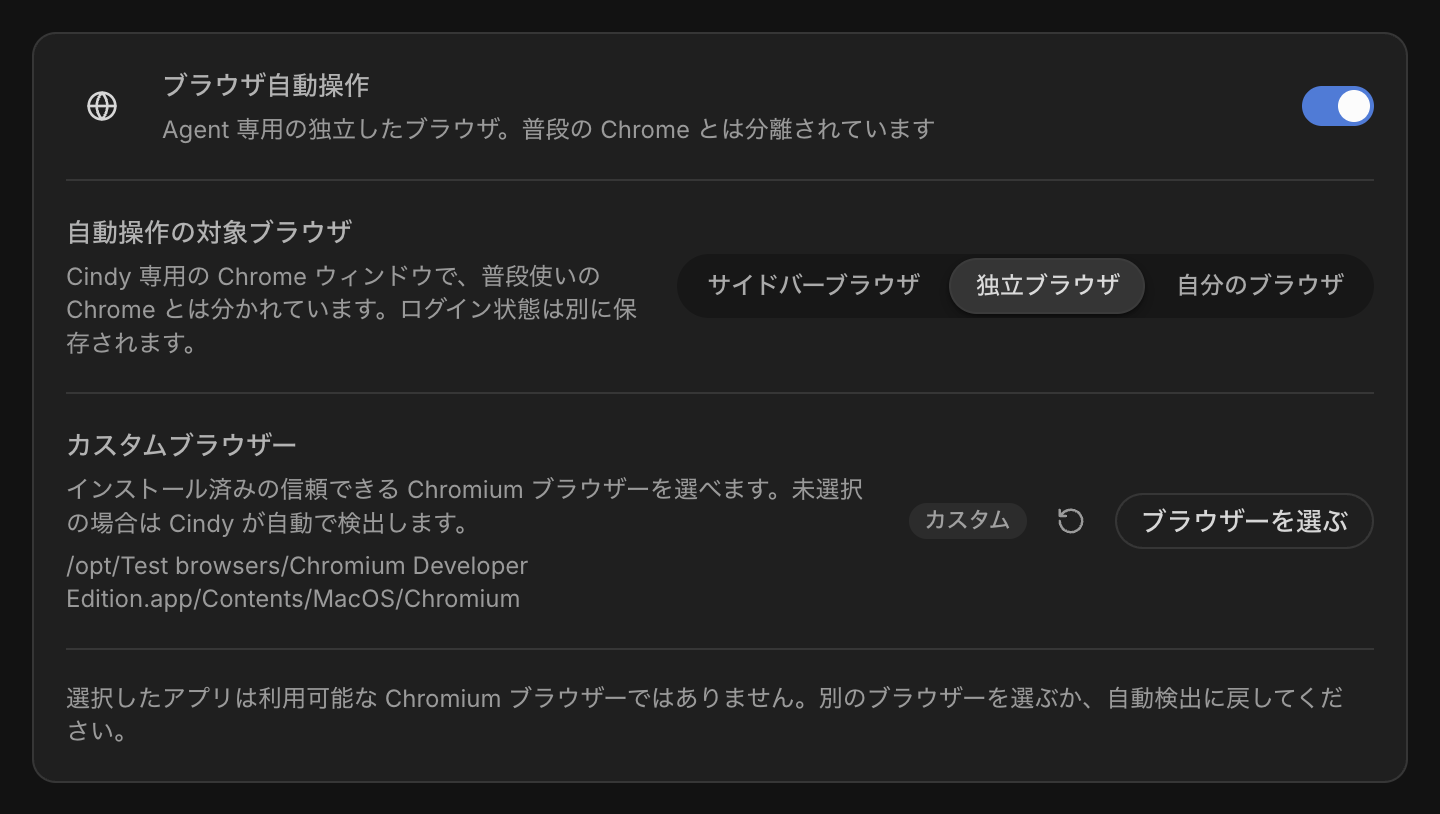 ブラウザ自動操作
Agent 専用の独立したブラウザ。普段の Chrome とは分離されています
自動操作の対象ブラウザ
Cindy 専用の Chrome ウィンドウで、普段使いの
Chrome とは分かれています。ログイン状態は別に保
存されます。
サイドバーブラウザ
独立ブラウザ
自分のブラウザ
カスタムブラウザー
インストール済みの信頼できる Chromium ブラウザーを選べます。未選択
の場合は Cindy が自動で検出します。
/opt/Test browsers/Chromium Developer
Edition.app/Contents/MacOS/Chromium
カスタム
ブラウザーを選ぶ
選択したアプリは利用可能な Chromium ブラウザーではありません。別のブラウザーを選ぶか、自動検出に戻してくだ
さい。